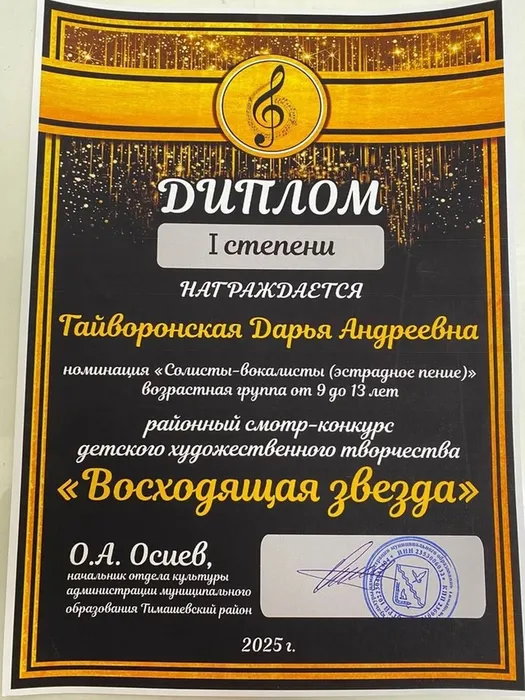 ДИПЛОМ
I степени
НАГРАЖДАЕТСЯ
Гайворонская Дарья Андреевна
номинация «Солисты-вокалисты (эстрадное пение)»
возрастная группа от 9 до 13 лет
районный смотр-конкурс
детского художественного творчества
«Восходящая звезда»
О.А. Осиев,
начальник отдела культуры
администрации муниципального
образования Тимашевский район
2025 г.